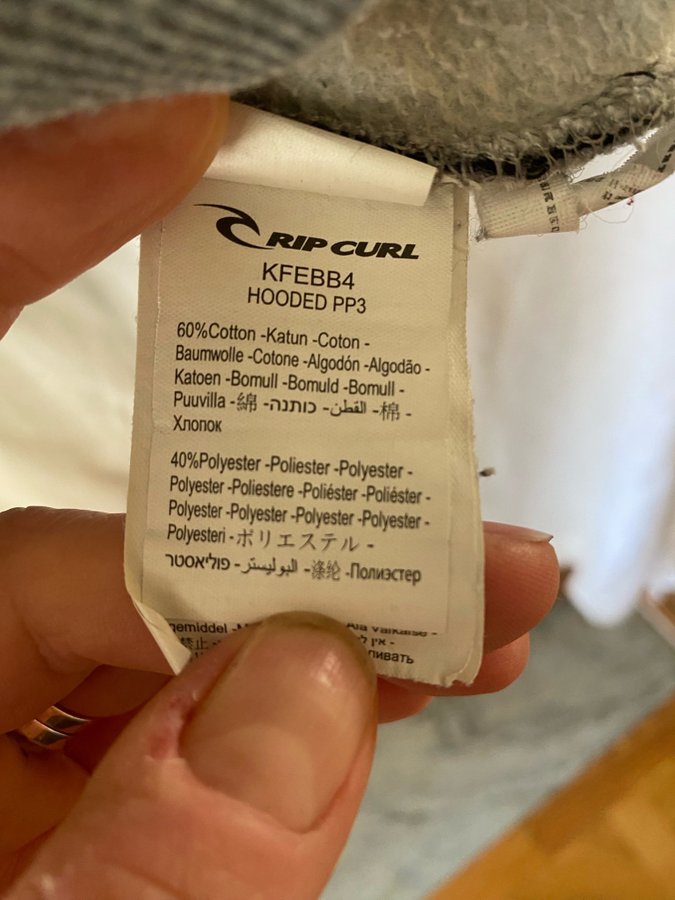 RIP CURL
KFEBB4
HOODED PP3
60%Cotton -Katun -Coton -
Baumwolle -Cotone -Algodón -Algodão -
Katoen -Bomull -Bomuld -Bomull -
Puuvilla -綿 -כותנה -القطن -棉 -
Хлопок
40%Polyester -Poliester -Polyester -
Polyester -Poliestere -Poliéster -Poliéster -
Polyester -Polyester -Polyester -Polyester -
Polyesteri -ポリエステル -
פוליאסטר -البوليستر -涤纶 -Полиэстер